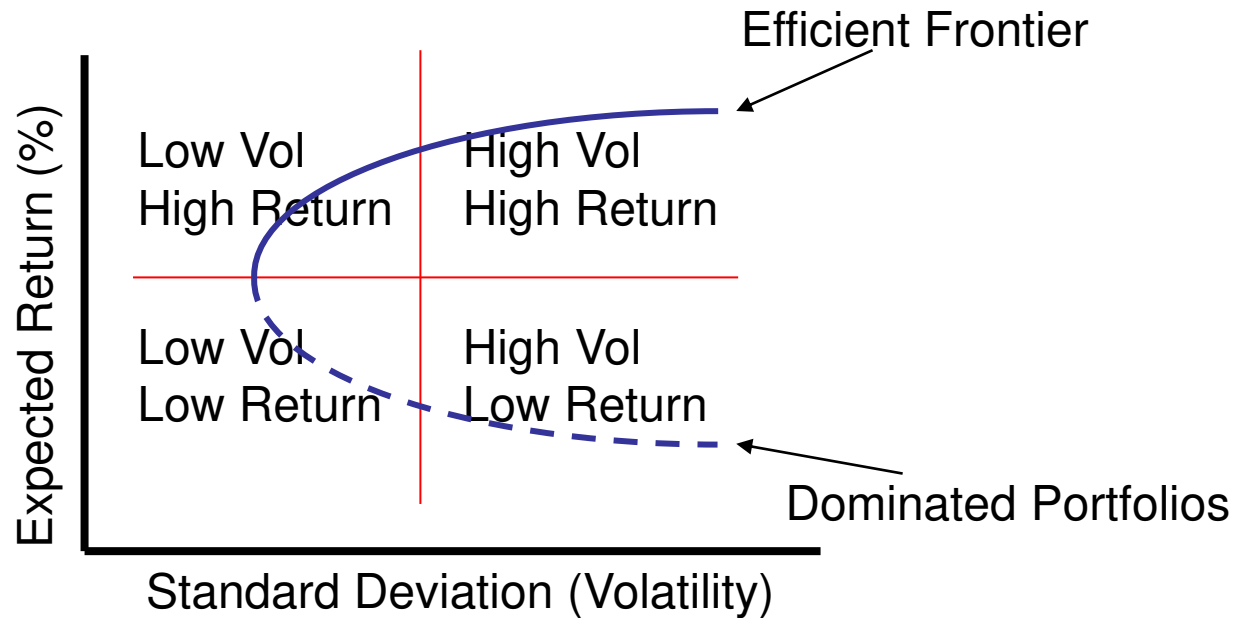 Efficient Frontier
Expected Return (%)
Low Vol
High Return
High Vol
High Return
Low Vol
Low Return
High Vol
Low Return
Dominated Portfolios
Standard Deviation (Volatility)